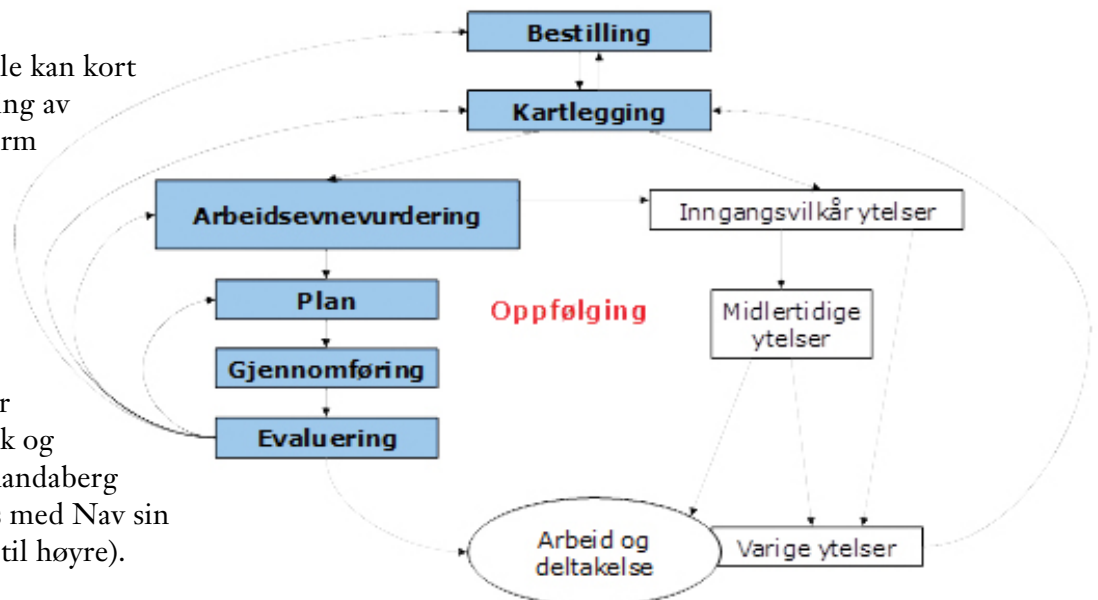 le kan kort
ing av
rm
r
k og
andaberg
s med Nav sin
til høyre).
Bestilling
Kartlegging
Arbeidsevnevurdering
Inngangsvilkår ytelser
Plan
Oppfølging
Midlertidige
ytelser
Gjennomføring
Evaluering
Arbeid og
deltakelse
Varige ytelser